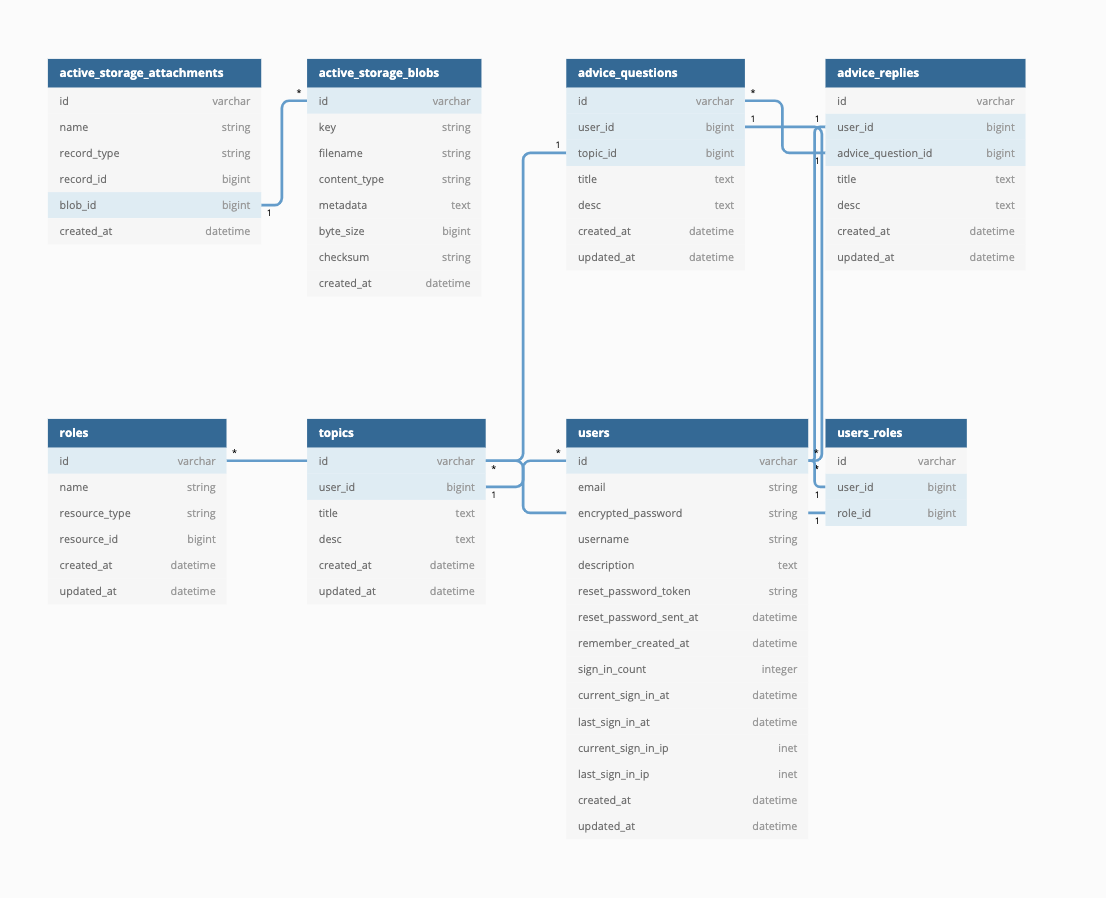 active_storage_attachments
id varchar
name string
record_type string
record_id bigint
blob_id bigint
created_at datetime
1
*
active_storage_blobs
id varchar
key string
filename string
content_type string
metadata text
byte_size bigint
checksum string
created_at datetime
advice_questions
id varchar
user_id bigint
topic_id bigint
title text
desc text
created_at datetime
updated_at datetime
1
*
1
advice_replies
id varchar
user_id bigint
advice_question_id bigint
title text
desc text
created_at datetime
updated_at datetime
1
1
roles
id varchar
name string
resource_type string
resource_id bigint
created_at datetime
updated_at datetime
*
topics
id varchar
user_id bigint
title text
desc text
created_at datetime
updated_at datetime
*
1
*
users
id varchar
email string
encrypted_password string
username string
description text
reset_password_token string
reset_password_sent_at datetime
remember_created_at datetime
sign_in_count integer
current_sign_in_at datetime
last_sign_in_at datetime
current_sign_in_ip inet
last_sign_in_ip inet
created_at datetime
updated_at datetime
*
*
1
1
users_roles
id varchar
user_id bigint
role_id bigint